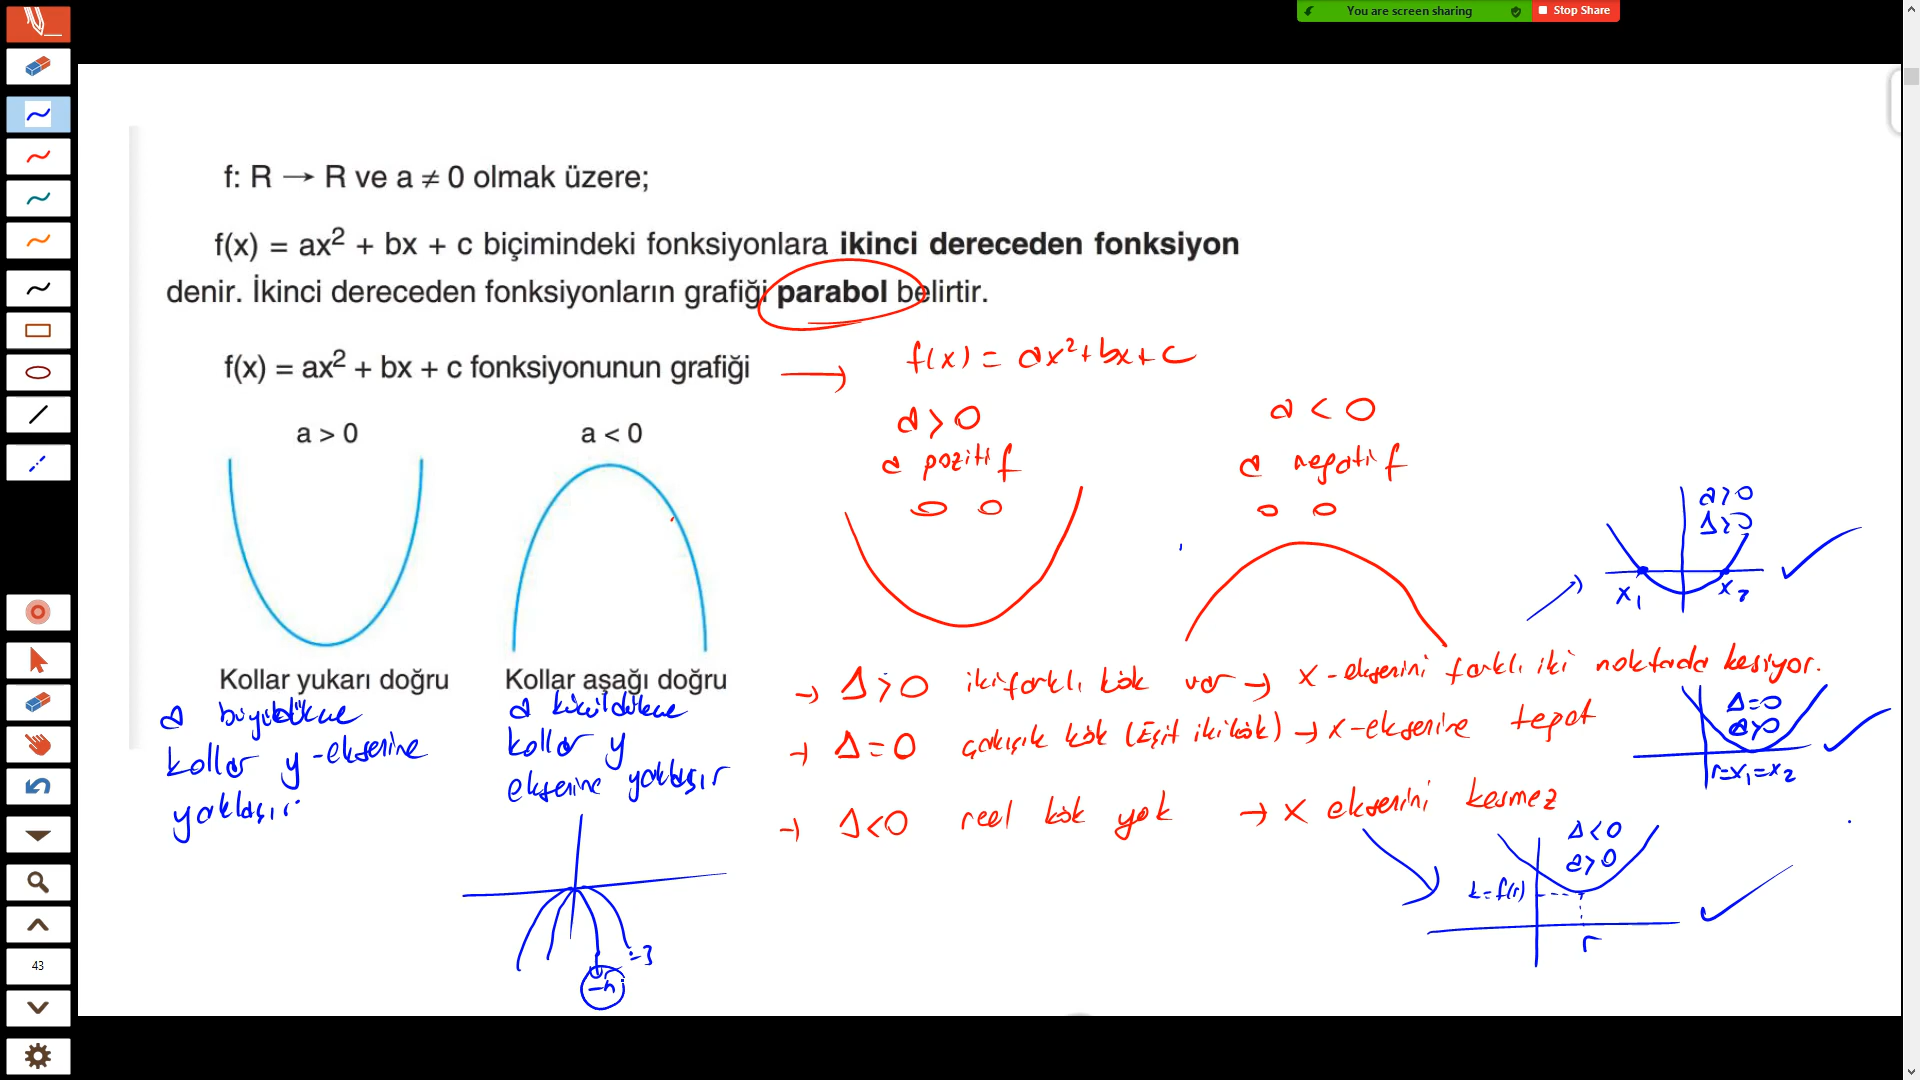 You are screen sharing
Stop Share
f: R → R ve a ≠ 0 olmak üzere;
f(x) = ax² + bx + c biçimindeki fonksiyonlara ikinci dereceden fonksiyon
denir. İkinci dereceden fonksiyonların grafiği parabol belirtir.
f(x) = ax² + bx + c fonksiyonunun grafiği → f(x) = ax²+bx+c
a > 0
a < 0
Kollar yukarı doğru
Kollar aşağı doğru
a büyüdükçe
kollar y-eksenine
yaklaşır
a küçüldükçe
kollar y
eksenine yaklaşır
-3
a > 0
a pozitif
a < 0
a negatif
→ Δ > 0 iki farklı kök var → x-eksenini farklı iki noktada kesiyor.
→ Δ = 0 çakışık kök (Eşit iki kök) → x-eksenine teğet
→ Δ < 0 reel kök yok → x eksenini kesmez
a>0
Δ>0
x₁
x₂
Δ=0
a>0
r=x₁=x₂
Δ<0
a>0
k=f(r)
r
43